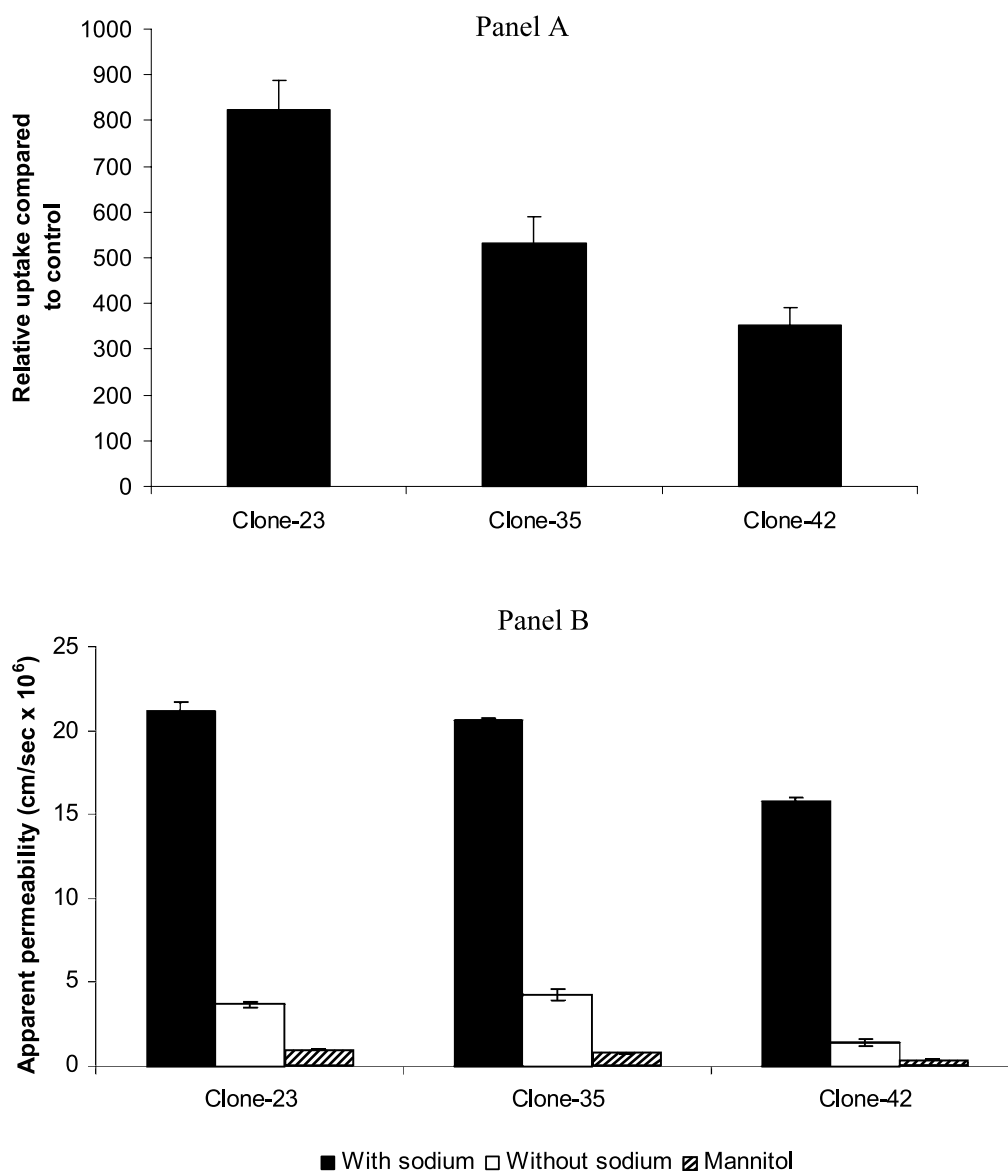 Panel A
Relative uptake compared
to control
1000
900
800
700
600
500
400
300
200
100
0
Clone-23 Clone-35 Clone-42
Panel B
Apparent permeability (cm/sec x 10⁶)
25
20
15
10
5
0
Clone-23 Clone-35 Clone-42
With sodium Without sodium Mannitol